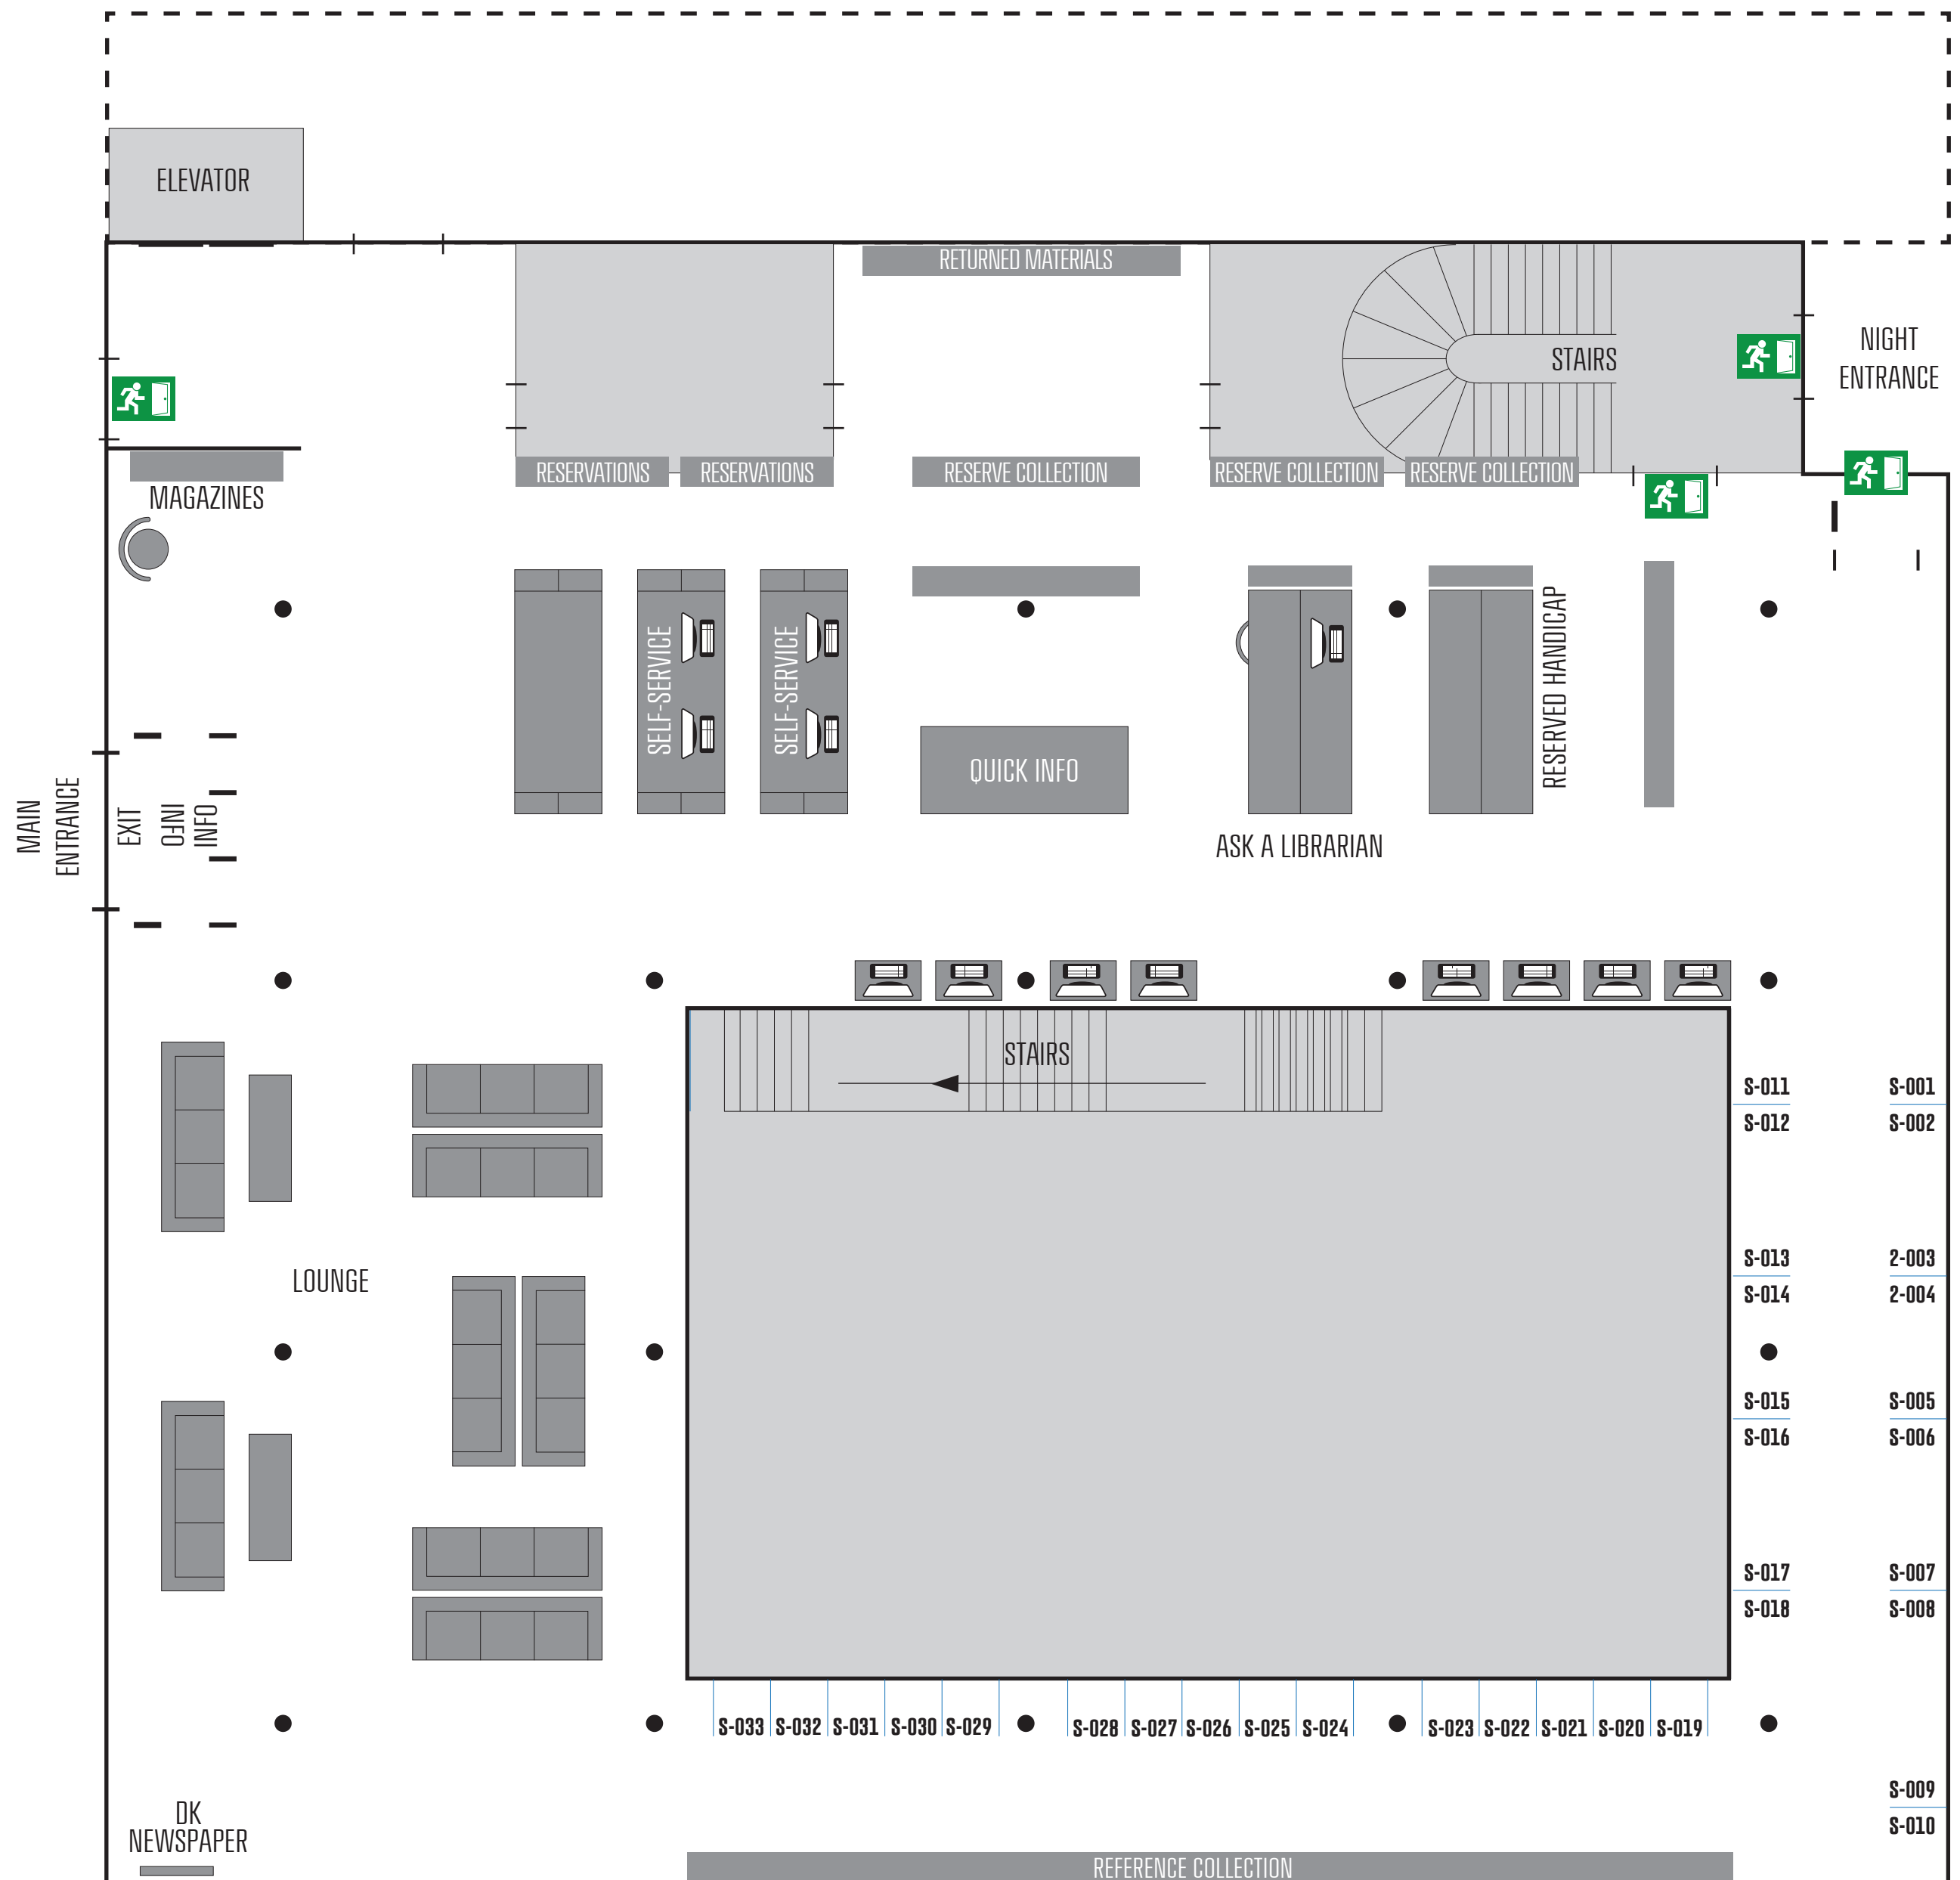 ELEVATOR
RETURNED MATERIALS
STAIRS
NIGHT
ENTRANCE
RESERVATIONS
RESERVATIONS
RESERVE COLLECTION
RESERVE COLLECTION
RESERVE COLLECTION
MAGAZINES
SELF-SERVICE
SELF-SERVICE
QUICK INFO
RESERVED HANDICAP
ASK A LIBRARIAN
MAIN
ENTRANCE
EXIT
INFO
INFO
STAIRS
S-011
S-012
S-001
S-002
LOUNGE
S-013
S-014
2-003
2-004
S-015
S-016
S-005
S-006
S-017
S-018
S-007
S-008
S-033 S-032 S-031 S-030 S-029 S-028 S-027 S-026 S-025 S-024 S-023 S-022 S-021 S-020 S-019
S-009
S-010
DK
NEWSPAPER
REFERENCE COLLECTION